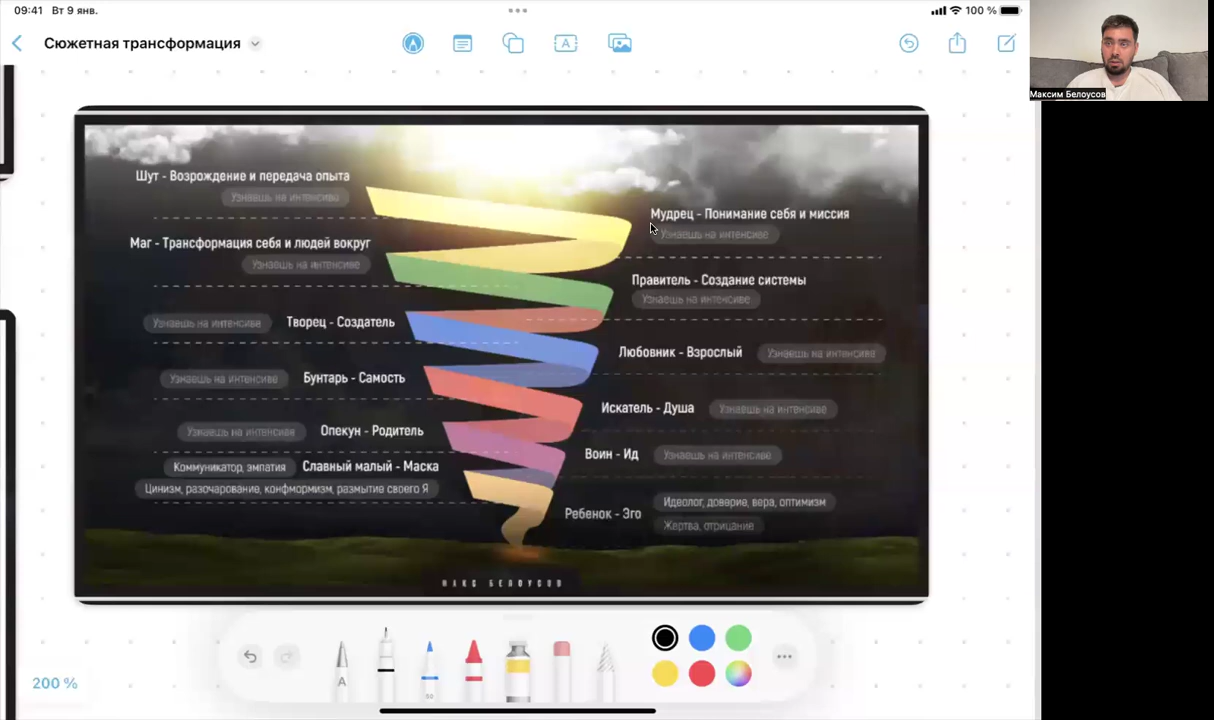 09:41 Вт 9 янв.
100 %
Сюжетная трансформация
A
Максим Белоусов
Шут - Возрождение и передача опыта
Узнаешь на интенсиве
Мудрец - Понимание себя и миссия
Узнаешь на интенсиве
Маг - Трансформация себя и людей вокруг
Узнаешь на интенсиве
Правитель - Создание системы
Узнаешь на интенсиве
Узнаешь на интенсиве Творец - Создатель
Любовник - Взрослый Узнаешь на интенсиве
Узнаешь на интенсиве Бунтарь - Самость
Искатель - Душа Узнаешь на интенсиве
Узнаешь на интенсиве Опекун - Родитель
Воин - Ид Узнаешь на интенсиве
Коммуникатор, эмпатия Славный малый - Маска
Цинизм, разочарование, конфмормизм, размытие своего Я
Ребенок - Эго Идеолог, доверие, вера, оптимизм
Жертва, отрицание
МАКС БЕЛОУСОВ
A
200 %